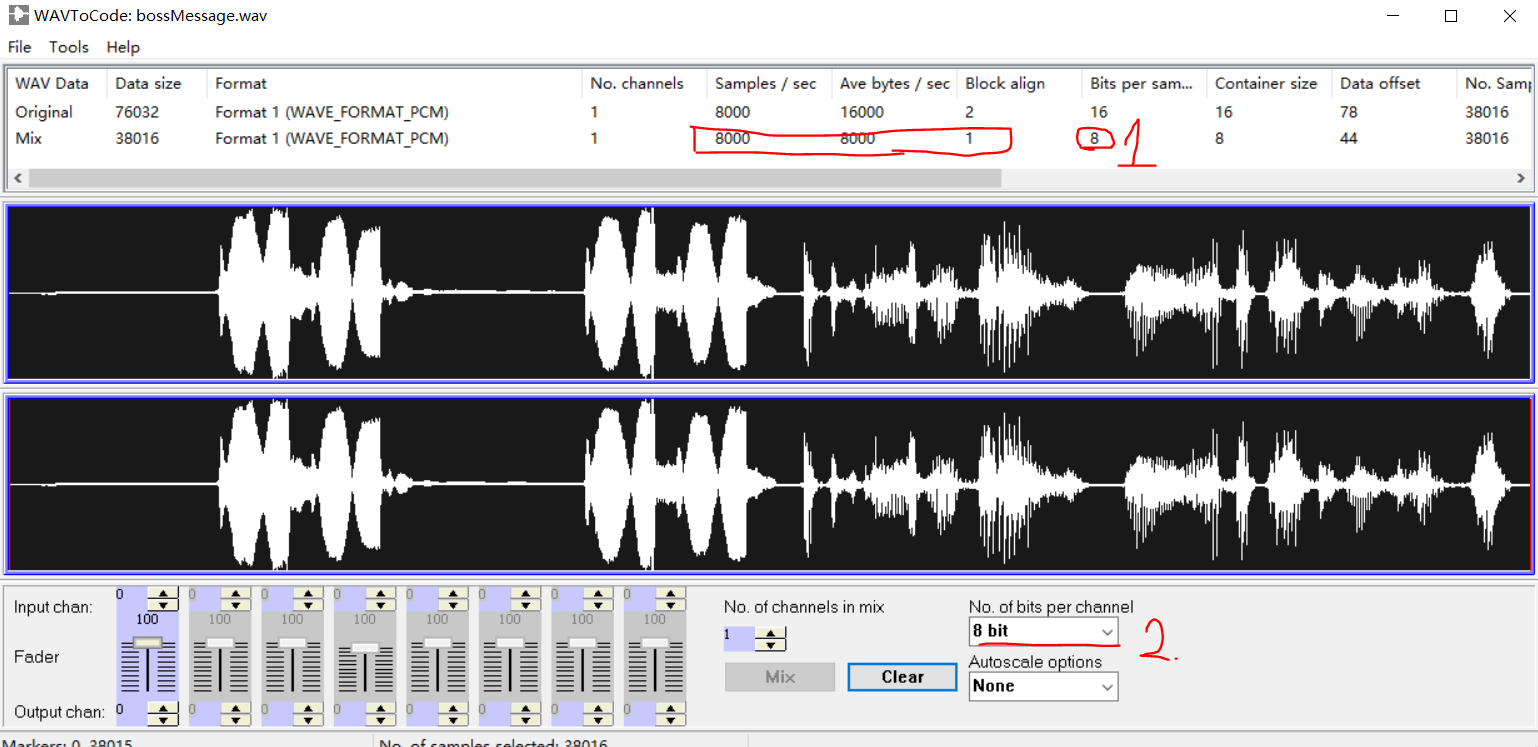 WAVToCode: bossMessage.wav
File Tools Help
WAV Data Data size Format No. channels Samples / sec Ave bytes / sec Block align Bits per sam... Container size Data offset No. Samp
Original 76032 Format 1 (WAVE_FORMAT_PCM) 1 8000 16000 2 16 16 78 38016
Mix 38016 Format 1 (WAVE_FORMAT_PCM) 1 8000 8000 1 8 8 44 38016
1
Input chan: 0 0 0 0 0 0 0 0
100 100 100 100 100 100 100 100
Fader
Output chan: 0 0 0 0 0 0 0 0
No. of channels in mix
1
Mix Clear
No. of bits per channel
8 bit
2.
Autoscale options
None
Markers: 0, 38015 No. of samples selected: 38016